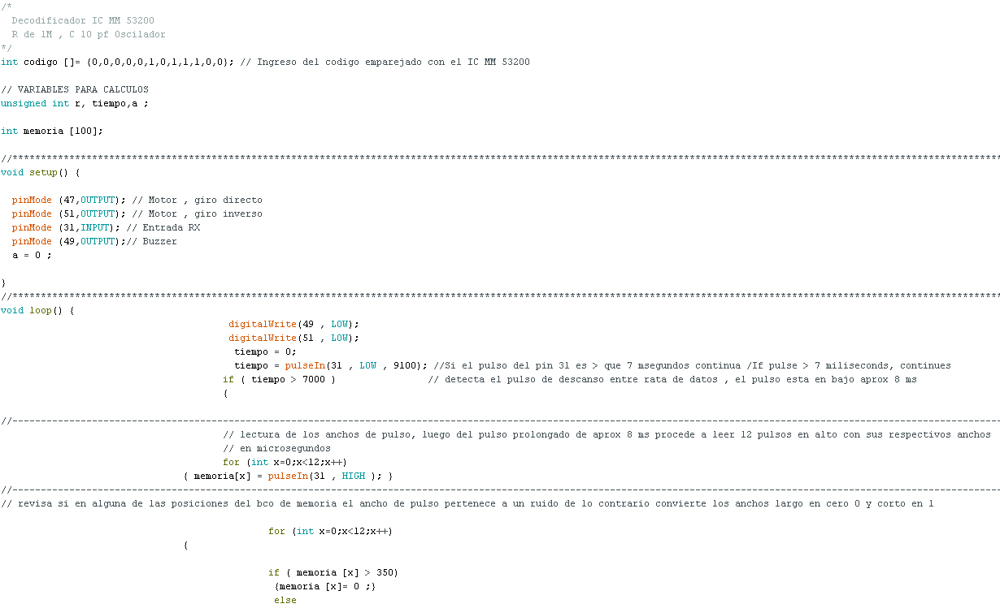 /*
Decodificador IC MM 53200
R de 1M , C 10 pf Oscilador
*/
int codigo []= {0,0,0,0,0,1,0,1,1,1,0,0}; // Ingreso del codigo emparejado con el IC MM 53200
// VARIABLES PARA CALCULOS
unsigned int r, tiempo,a ;
int memoria [100];
//******************************************************************************************************************************************************************************
void setup() {
pinMode (47,OUTPUT); // Motor , giro directo
pinMode (51,OUTPUT); // Motor , giro inverso
pinMode (31,INPUT); // Entrada RX
pinMode (49,OUTPUT);// Buzzer
a = 0 ;
}
//******************************************************************************************************************************************************************************
void loop() {
digitalWrite(49 , LOW);
digitalWrite(51 , LOW);
tiempo = 0;
tiempo = pulseIn(31 , LOW , 9100); //Si el pulso del pin 31 es > que 7 msegundos continua /If pulse > 7 miliseconds, continues
if ( tiempo > 7000 ) // detecta el pulso de descanso entre rata de datos , el pulso esta en bajo aprox 8 ms
{
//------------------------------------------------------------------------------------------------------------------------------------------------------------------------------
// lectura de los anchos de pulso, luego del pulso prolongado de aprox 8 ms procede a leer 12 pulsos en alto con sus respectivos anchos
// en microsegundos
for (int x=0;x<12;x++)
{ memoria[x] = pulseIn(31 , HIGH ); }
//------------------------------------------------------------------------------------------------------------------------------------------------------------------------------
// revisa si en alguna de las posiciones del bco de memoria el ancho de pulso pertenece a un ruido de lo contrario convierte los anchos largo en cero 0 y corto en 1
for (int x=0;x<12;x++)
{
if ( memoria [x] > 350)
{memoria [x]= 0 ;}
else